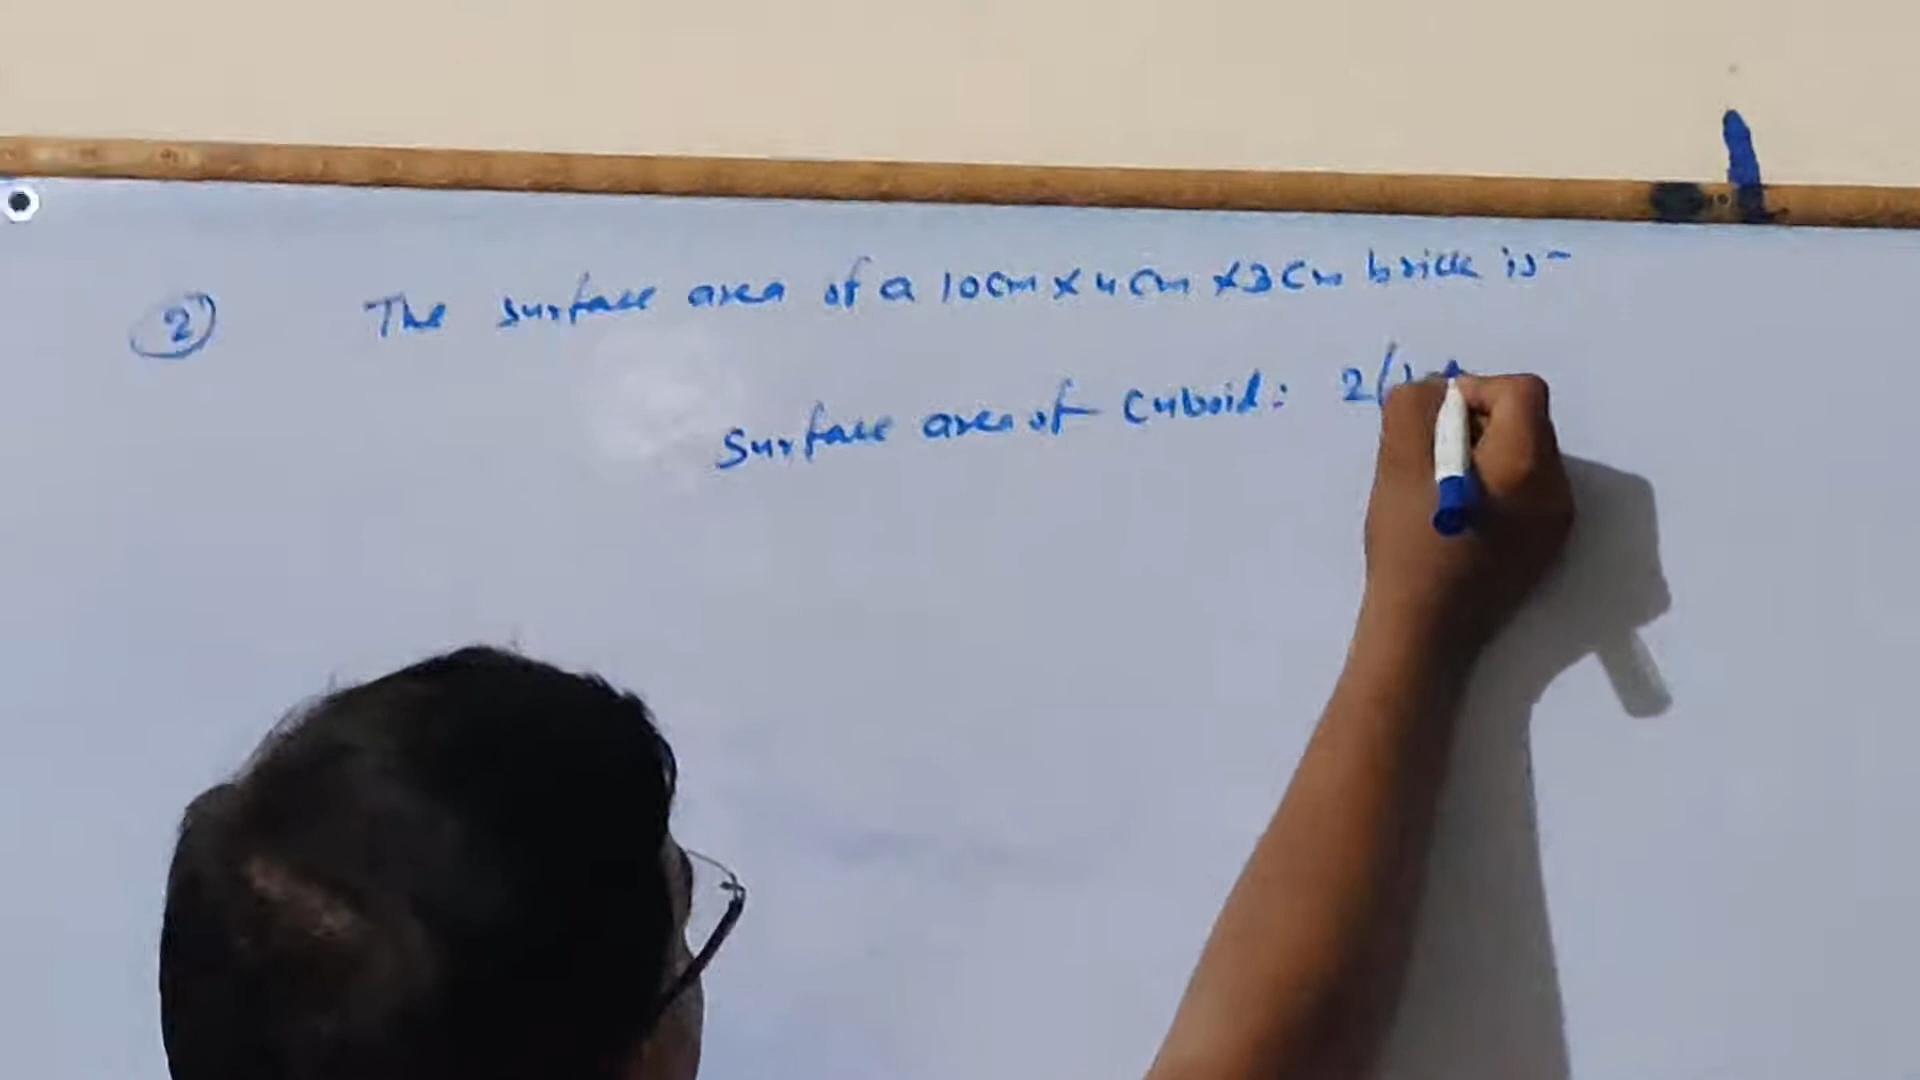 2) The surface area of a 10cm x 4cm x 3cm brick is -
Surface area of Cuboid: 2(